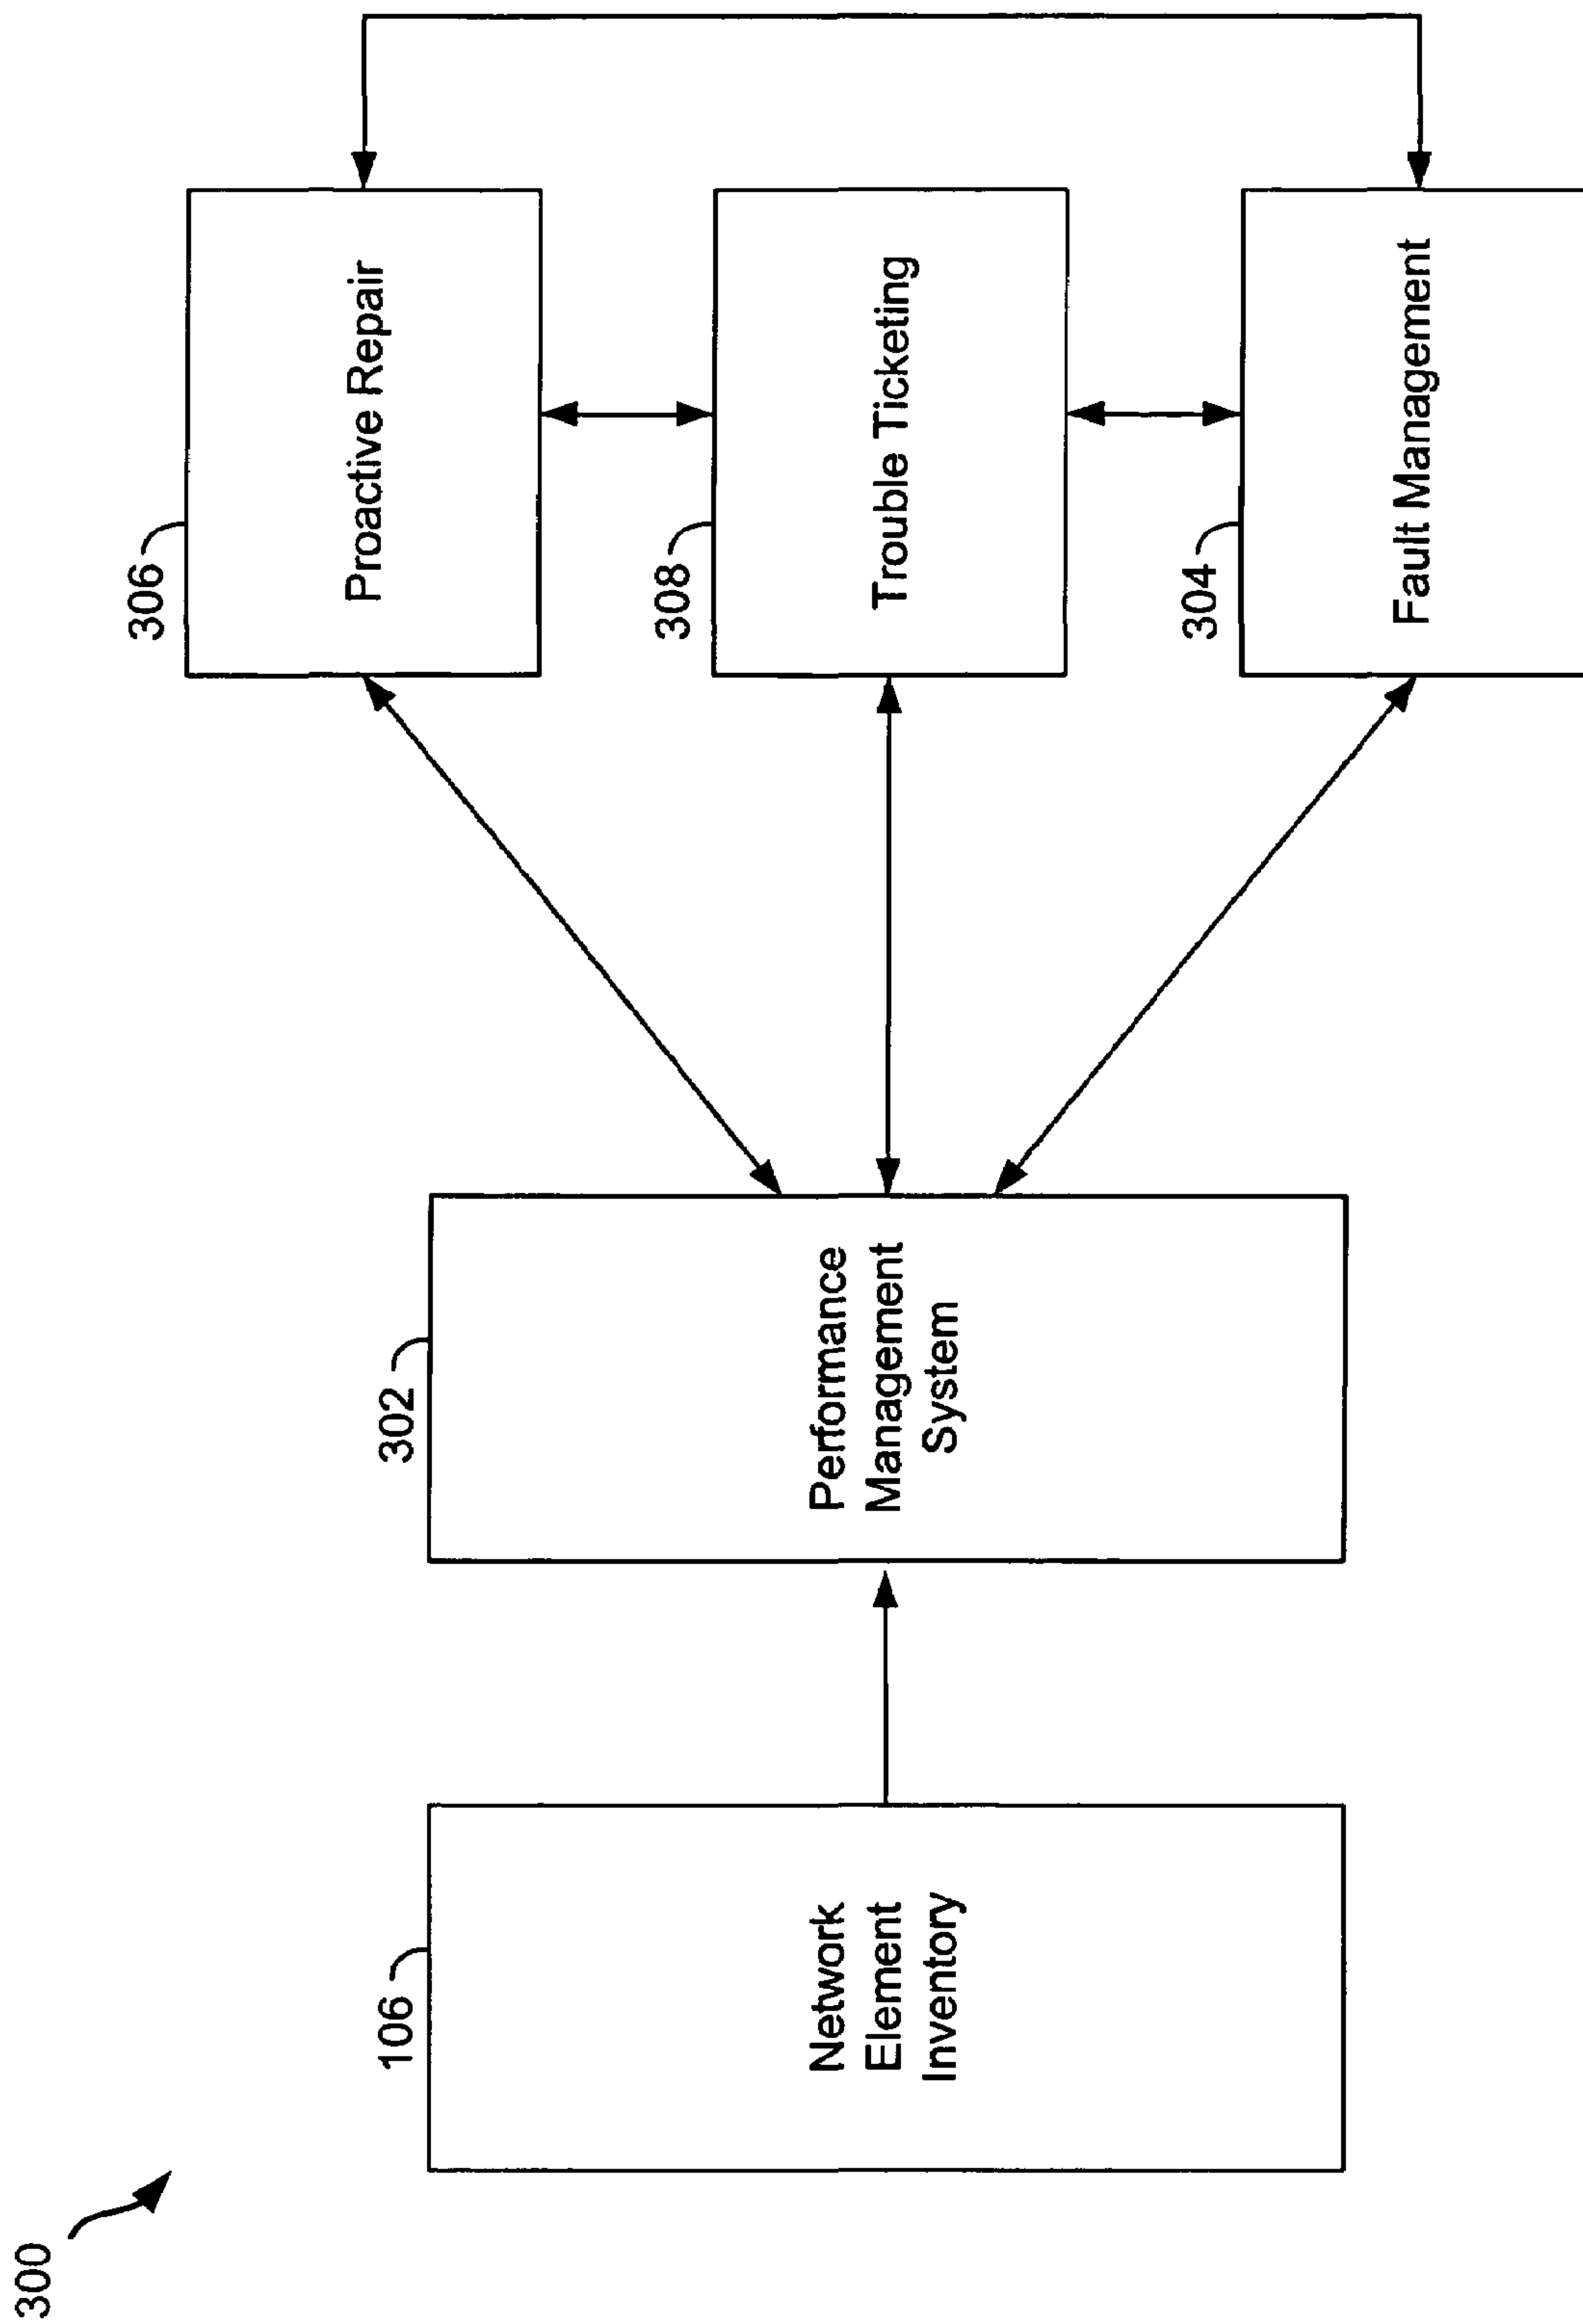 300
106
Network
Element
Inventory
302
Performance
Management
System
306
Proactive Repair
308
Trouble Ticketing
304
Fault Management